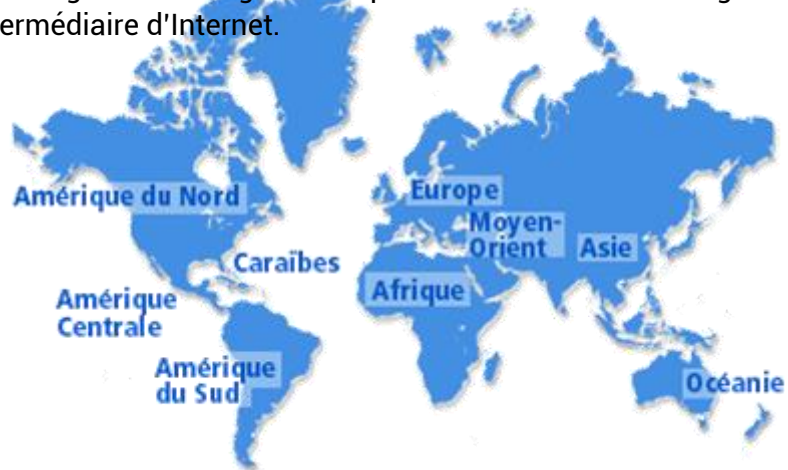 ermédiaire d'Internet.
Amérique du Nord
Europe
Moyen-
Orient
Asie
Caraïbes
Afrique
Amérique
Centrale
Amérique
du Sud
Océanie